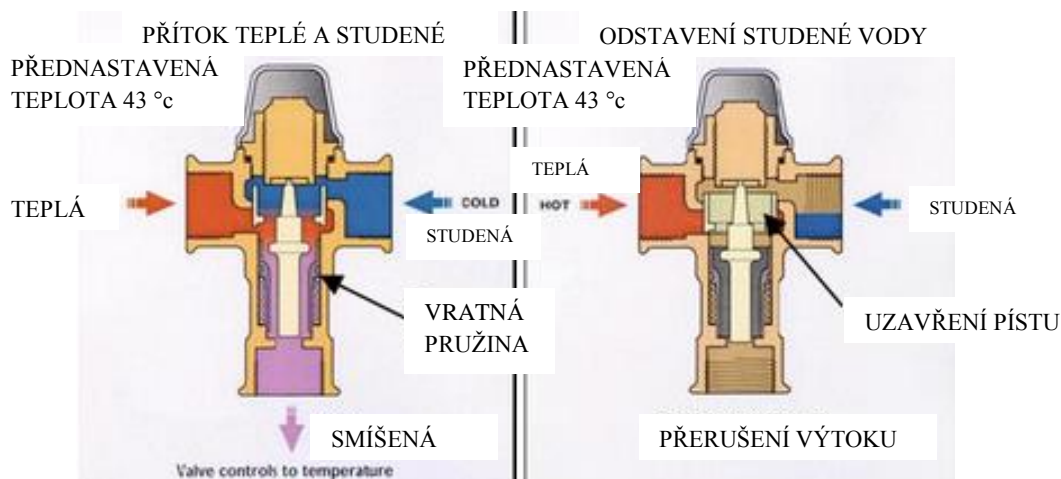 PŘÍTOK TEPLÉ A STUDENÉ
PŘEDNASTAVENÁ
TEPLOTA 43 °c
TEPLÁ
COLD
STUDENÁ
VRATNÁ
PRUŽINA
SMÍŠENÁ
Valve controls to temperature
ODSTAVENÍ STUDENÉ VODY
PŘEDNASTAVENÁ
TEPLOTA 43 °c
TEPLÁ
HOT
STUDENÁ
UZAVŘENÍ PÍSTU
PŘERUŠENÍ VÝTOKU